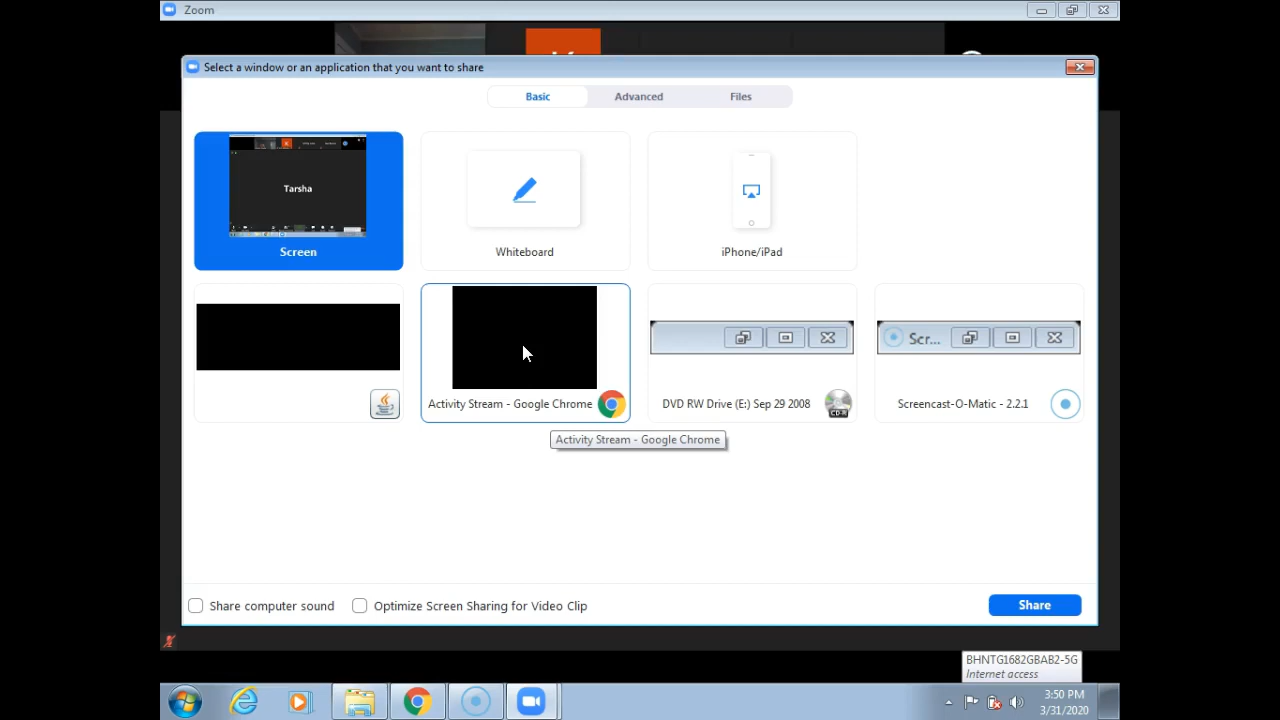 Zoom
Select a window or an application that you want to share
Basic
Advanced
Files
Tarsha
Screen
Whiteboard
iPhone/iPad
Scr...
Activity Stream - Google Chrome
CD-R
DVD RW Drive (E:) Sep 29 2008
Screencast-O-Matic - 2.2.1
Activity Stream - Google Chrome
Share computer sound
Optimize Screen Sharing for Video Clip
Share
BHNTG1682GBAB2-5G
Internet access
3:50 PM
3/31/2020